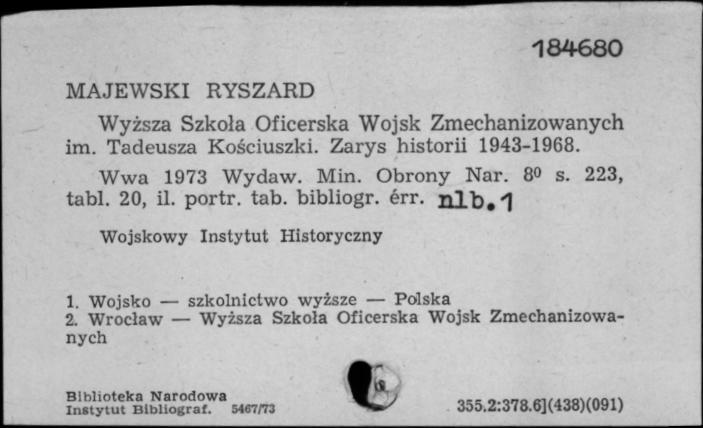 184680
MAJEWSKI RYSZARD
Wyższa Szkoła Oficerska Wojsk Zmechanizowanych
im. Tadeusza Kościuszki. Zarys historii 1943-1968.
Wwa 1973 Wydaw. Min. Obrony Nar. 8⁰ s. 223,
tabl. 20, il. portr. tab. bibliogr. érr. nlb. 1
Wojskowy Instytut Historyczny
1. Wojsko — szkolnictwo wyższe — Polska
2. Wrocław — Wyższa Szkoła Oficerska Wojsk Zmechanizowa-
nych
Biblioteka Narodowa
Instytut Bibliograf. 5467/73
355.2:378.6](438)(091)